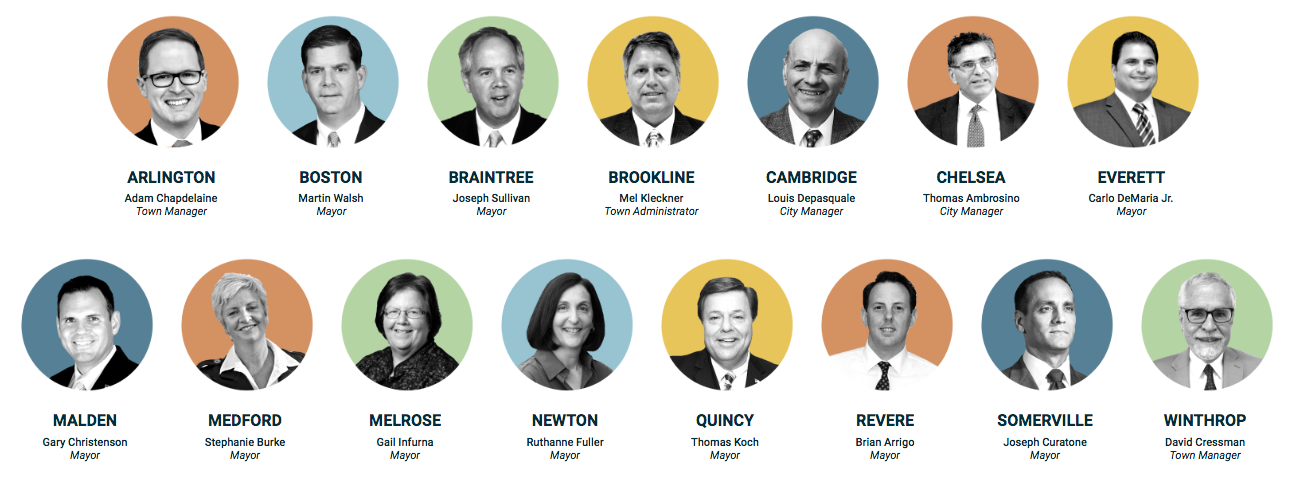 ARLINGTON
Adam Chapdelaine
Town Manager
BOSTON
Martin Walsh
Mayor
BRAINTREE
Joseph Sullivan
Mayor
BROOKLINE
Mel Kleckner
Town Administrator
CAMBRIDGE
Louis Depasquale
City Manager
CHELSEA
Thomas Ambrosino
City Manager
EVERETT
Carlo DeMaria Jr.
Mayor
MALDEN
Gary Christenson
Mayor
MEDFORD
Stephanie Burke
Mayor
MELROSE
Gail Infurna
Mayor
NEWTON
Ruthanne Fuller
Mayor
QUINCY
Thomas Koch
Mayor
REVERE
Brian Arrigo
Mayor
SOMERVILLE
Joseph Curatone
Mayor
WINTHROP
David Cressman
Town Manager